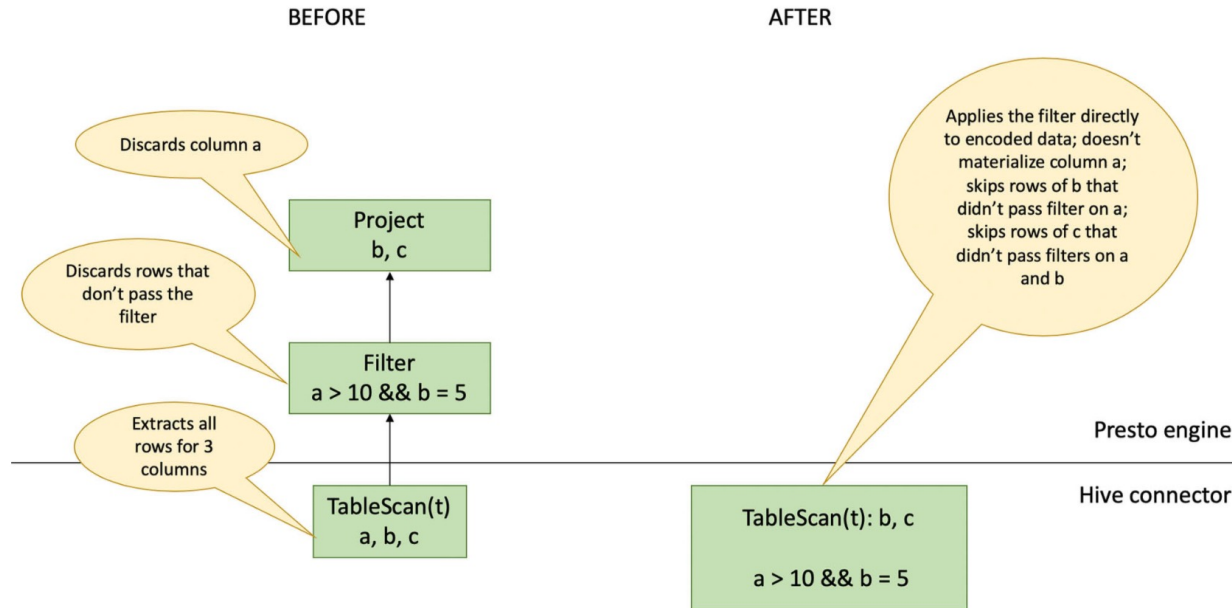 BEFORE
AFTER
Discards column a
Project
b, c
Discards rows that
don’t pass the
filter
Filter
a > 10 && b = 5
Extracts all
rows for 3
columns
TableScan(t)
a, b, c
Applies the filter directly
to encoded data; doesn’t
materialize column a;
skips rows of b that
didn’t pass filter on a;
skips rows of c that
didn’t pass filters on a
and b
Presto engine
Hive connector
TableScan(t): b, c
a > 10 && b = 5